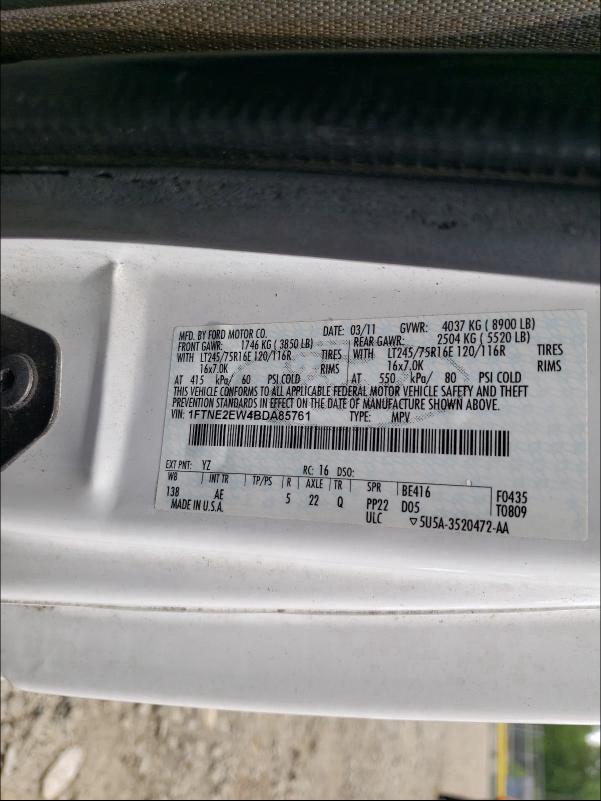 MFD. BY FORD MOTOR CO. DATE: 03/11 GVWR: 4037 KG ( 8900 LB)
FRONT GAWR: 1746 KG ( 3850 LB) REAR GAWR: 2504 KG ( 5520 LB)
WITH LT245/75R16E 120/116R TIRES WITH LT245/75R16E 120/116R TIRES
16x7.0K RIMS 16x7.0K RIMS
AT 415 kPa/ 60 PSI COLD AT 550 kPa/ 80 PSI COLD
THIS VEHICLE CONFORMS TO ALL APPLICABLE FEDERAL MOTOR VEHICLE SAFETY AND THEFT
PREVENTION STANDARDS IN EFFECT ON THE DATE OF MANUFACTURE SHOWN ABOVE.
VIN: 1FTNE2EW4BDA85761 TYPE: MPV
EXT PNT: YZ RC: 16 DSO:
WB INT TR TP/PS R AXLE TR SPR BE416 F0435
138 AE 5 22 Q PP22 D05 T0809
MADE IN U.S.A. ULC ▽5U5A-3520472-AA